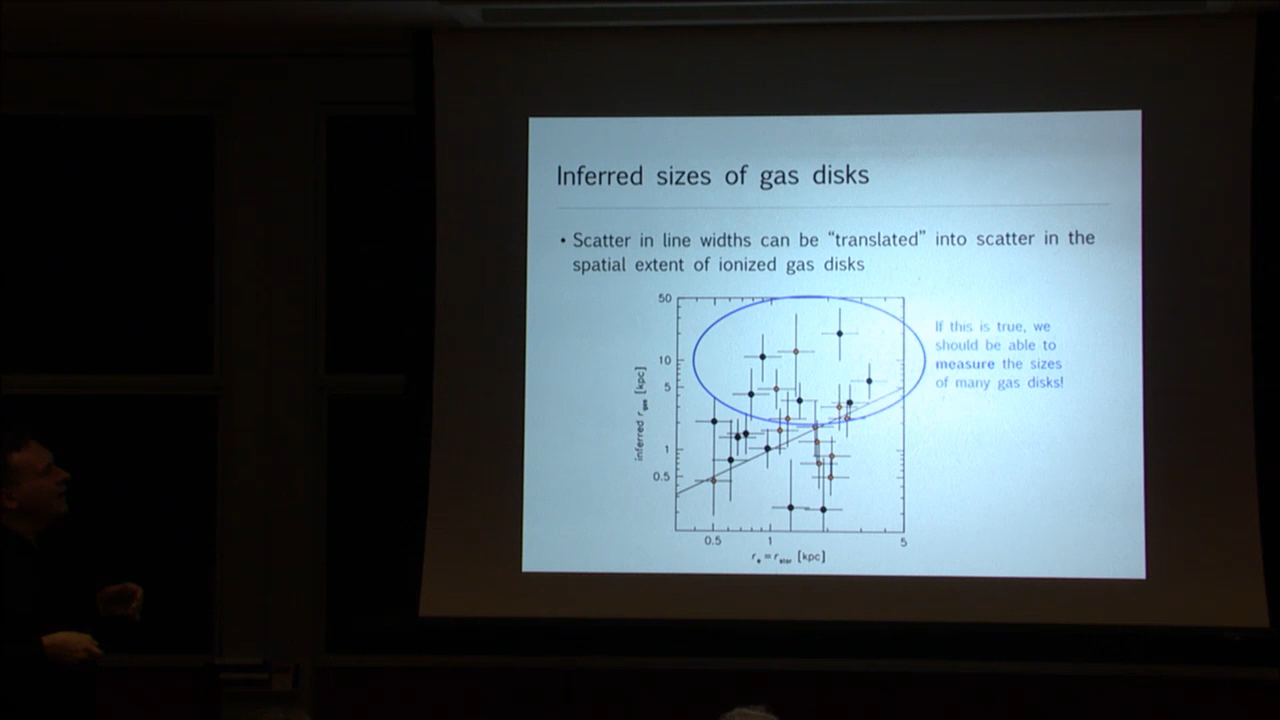 Inferred sizes of gas disks
• Scatter in line widths can be “translated” into scatter in the
spatial extent of ionized gas disks
If this is true, we
should be able to
measure the sizes
of many gas disks!
50
10
5
1
0.5
inferred r_gas [kpc]
0.5 1 5
r_e = r_star [kpc]